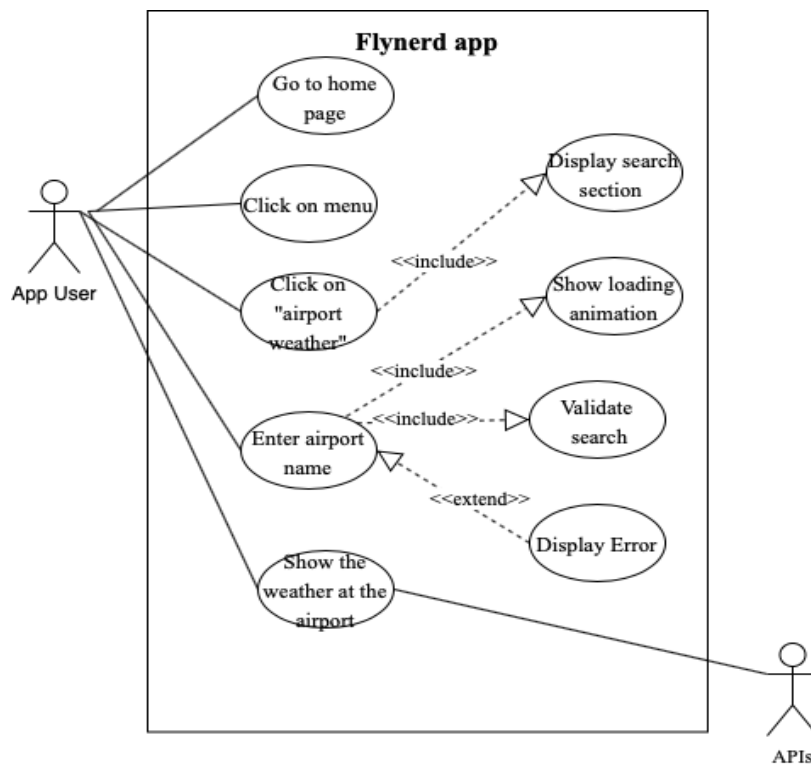 Flynerd app
Go to home
page
Display search
section
Click on menu
<<include>>
App User
Click on
"airport
weather"
Show loading
animation
<<include>>
Enter airport
name
<<include>>
Validate
search
<<extend>>
Display Error
Show the
weather at the
airport
APIs